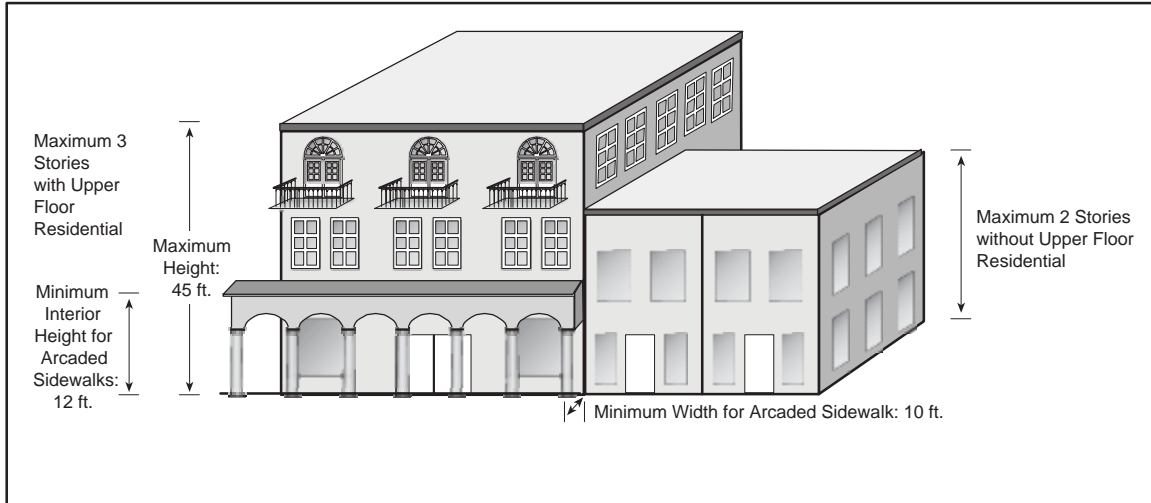 Maximum 3
Stories
with Upper
Floor
Residential
Maximum
Height:
45 ft.
Minimum
Interior
Height for
Arcaded
Sidewalks:
12 ft.
Maximum 2 Stories
without Upper Floor
Residential
Minimum Width for Arcaded Sidewalk: 10 ft.